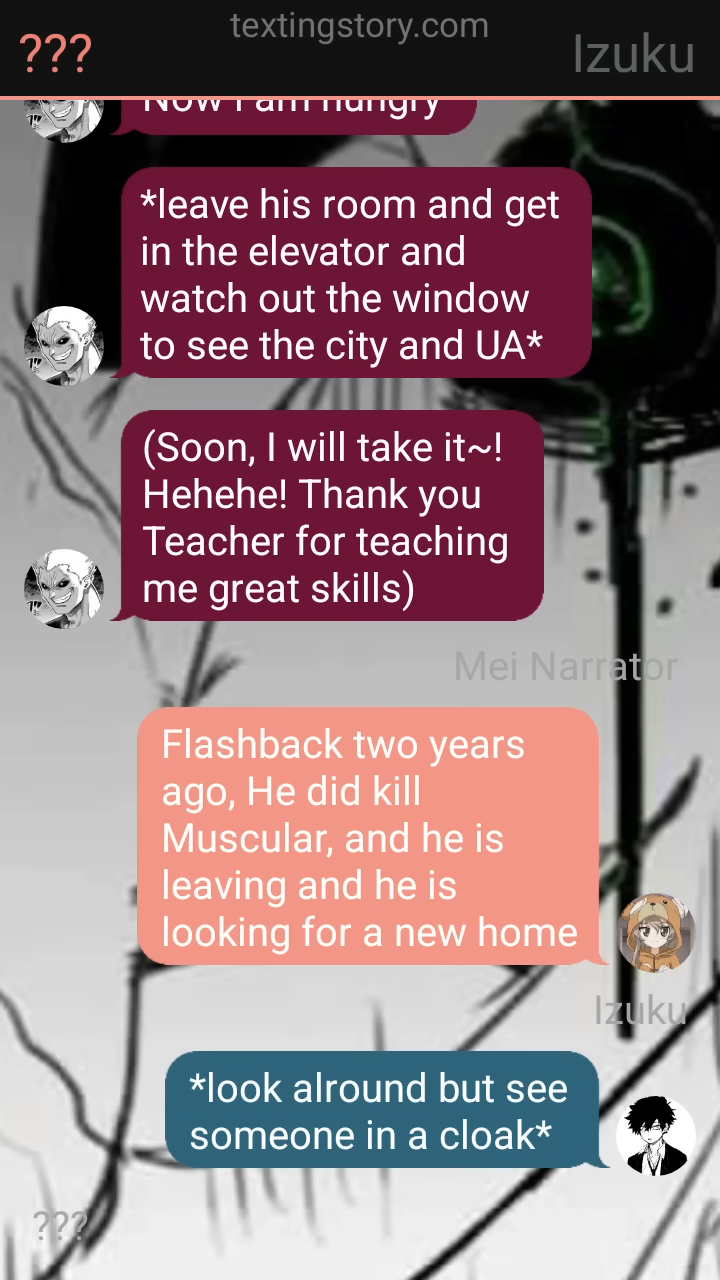 textingstory.com
???
Izuku
Now I am hungry
*leave his room and get
in the elevator and
watch out the window
to see the city and UA*
(Soon, I will take it~!
Hehehe! Thank you
Teacher for teaching
me great skills)
Mei Narrator
Flashback two years
ago, He did kill
Muscular, and he is
leaving and he is
looking for a new home
Izuku
*look alround but see
someone in a cloak*
???